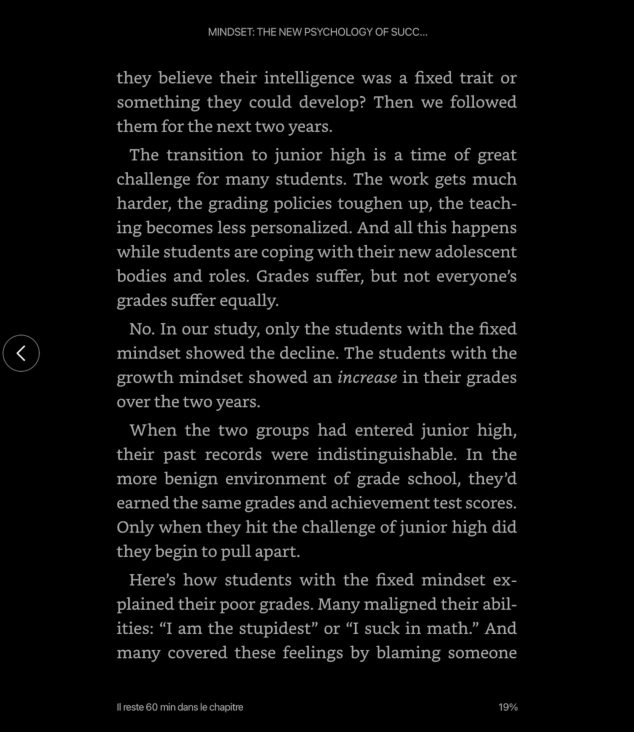 MINDSET: THE NEW PSYCHOLOGY OF SUCC...
they believe their intelligence was a fixed trait or
something they could develop? Then we followed
them for the next two years.
The transition to junior high is a time of great
challenge for many students. The work gets much
harder, the grading policies toughen up, the teach-
ing becomes less personalized. And all this happens
while students are coping with their new adolescent
bodies and roles. Grades suffer, but not everyone's
grades suffer equally.
No. In our study, only the students with the fixed
mindset showed the decline. The students with the
growth mindset showed an increase in their grades
over the two years.
When the two groups had entered junior high,
their past records were indistinguishable. In the
more benign environment of grade school, they'd
earned the same grades and achievement test scores.
Only when they hit the challenge of junior high did
they begin to pull apart.
Here's how students with the fixed mindset ex-
plained their poor grades. Many maligned their abil-
ities: “I am the stupidest” or “I suck in math.” And
many covered these feelings by blaming someone
Il reste 60 min dans le chapitre
19%